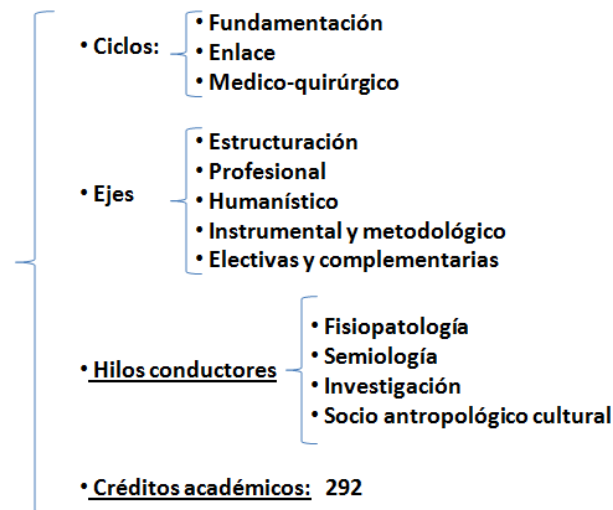 • Ciclos:
• Fundamentación
• Enlace
• Medico-quirúrgico
• Ejes
• Estructuración
• Profesional
• Humanístico
• Instrumental y metodológico
• Electivas y complementarias
• Hilos conductores
• Fisiopatología
• Semiología
• Investigación
• Socio antropológico cultural
• Créditos académicos: 292